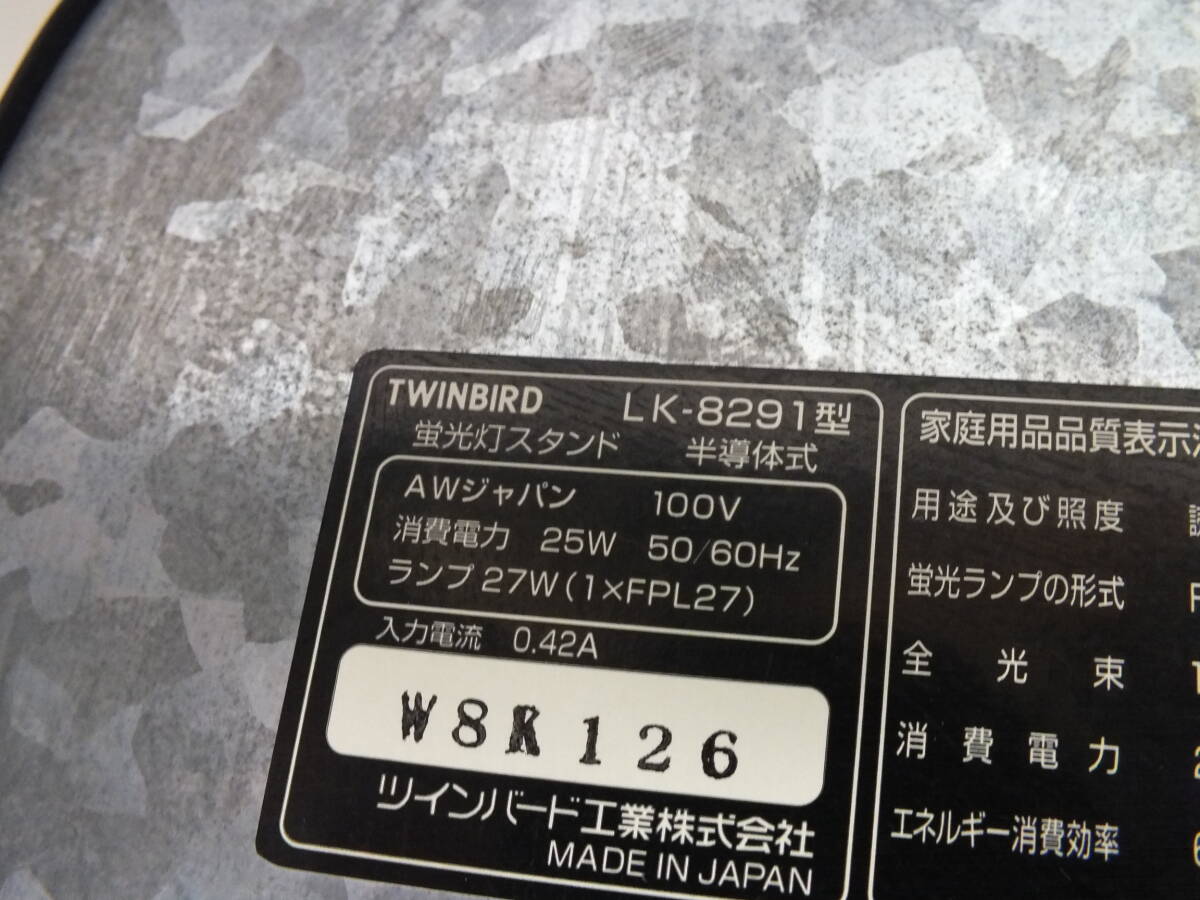 TWINBIRD LK-8291型
蛍光灯スタンド 半導体式
AWジャパン 100V
消費電力 25W 50/60Hz
ランプ 27W(1×FPL27)
入力電流 0.42A
W8K126
ツインバード工業株式会社
MADE IN JAPAN
家庭用品品質表示
用途及び照度
蛍光ランプの形式
全光束
消費電力
エネルギー消費効率